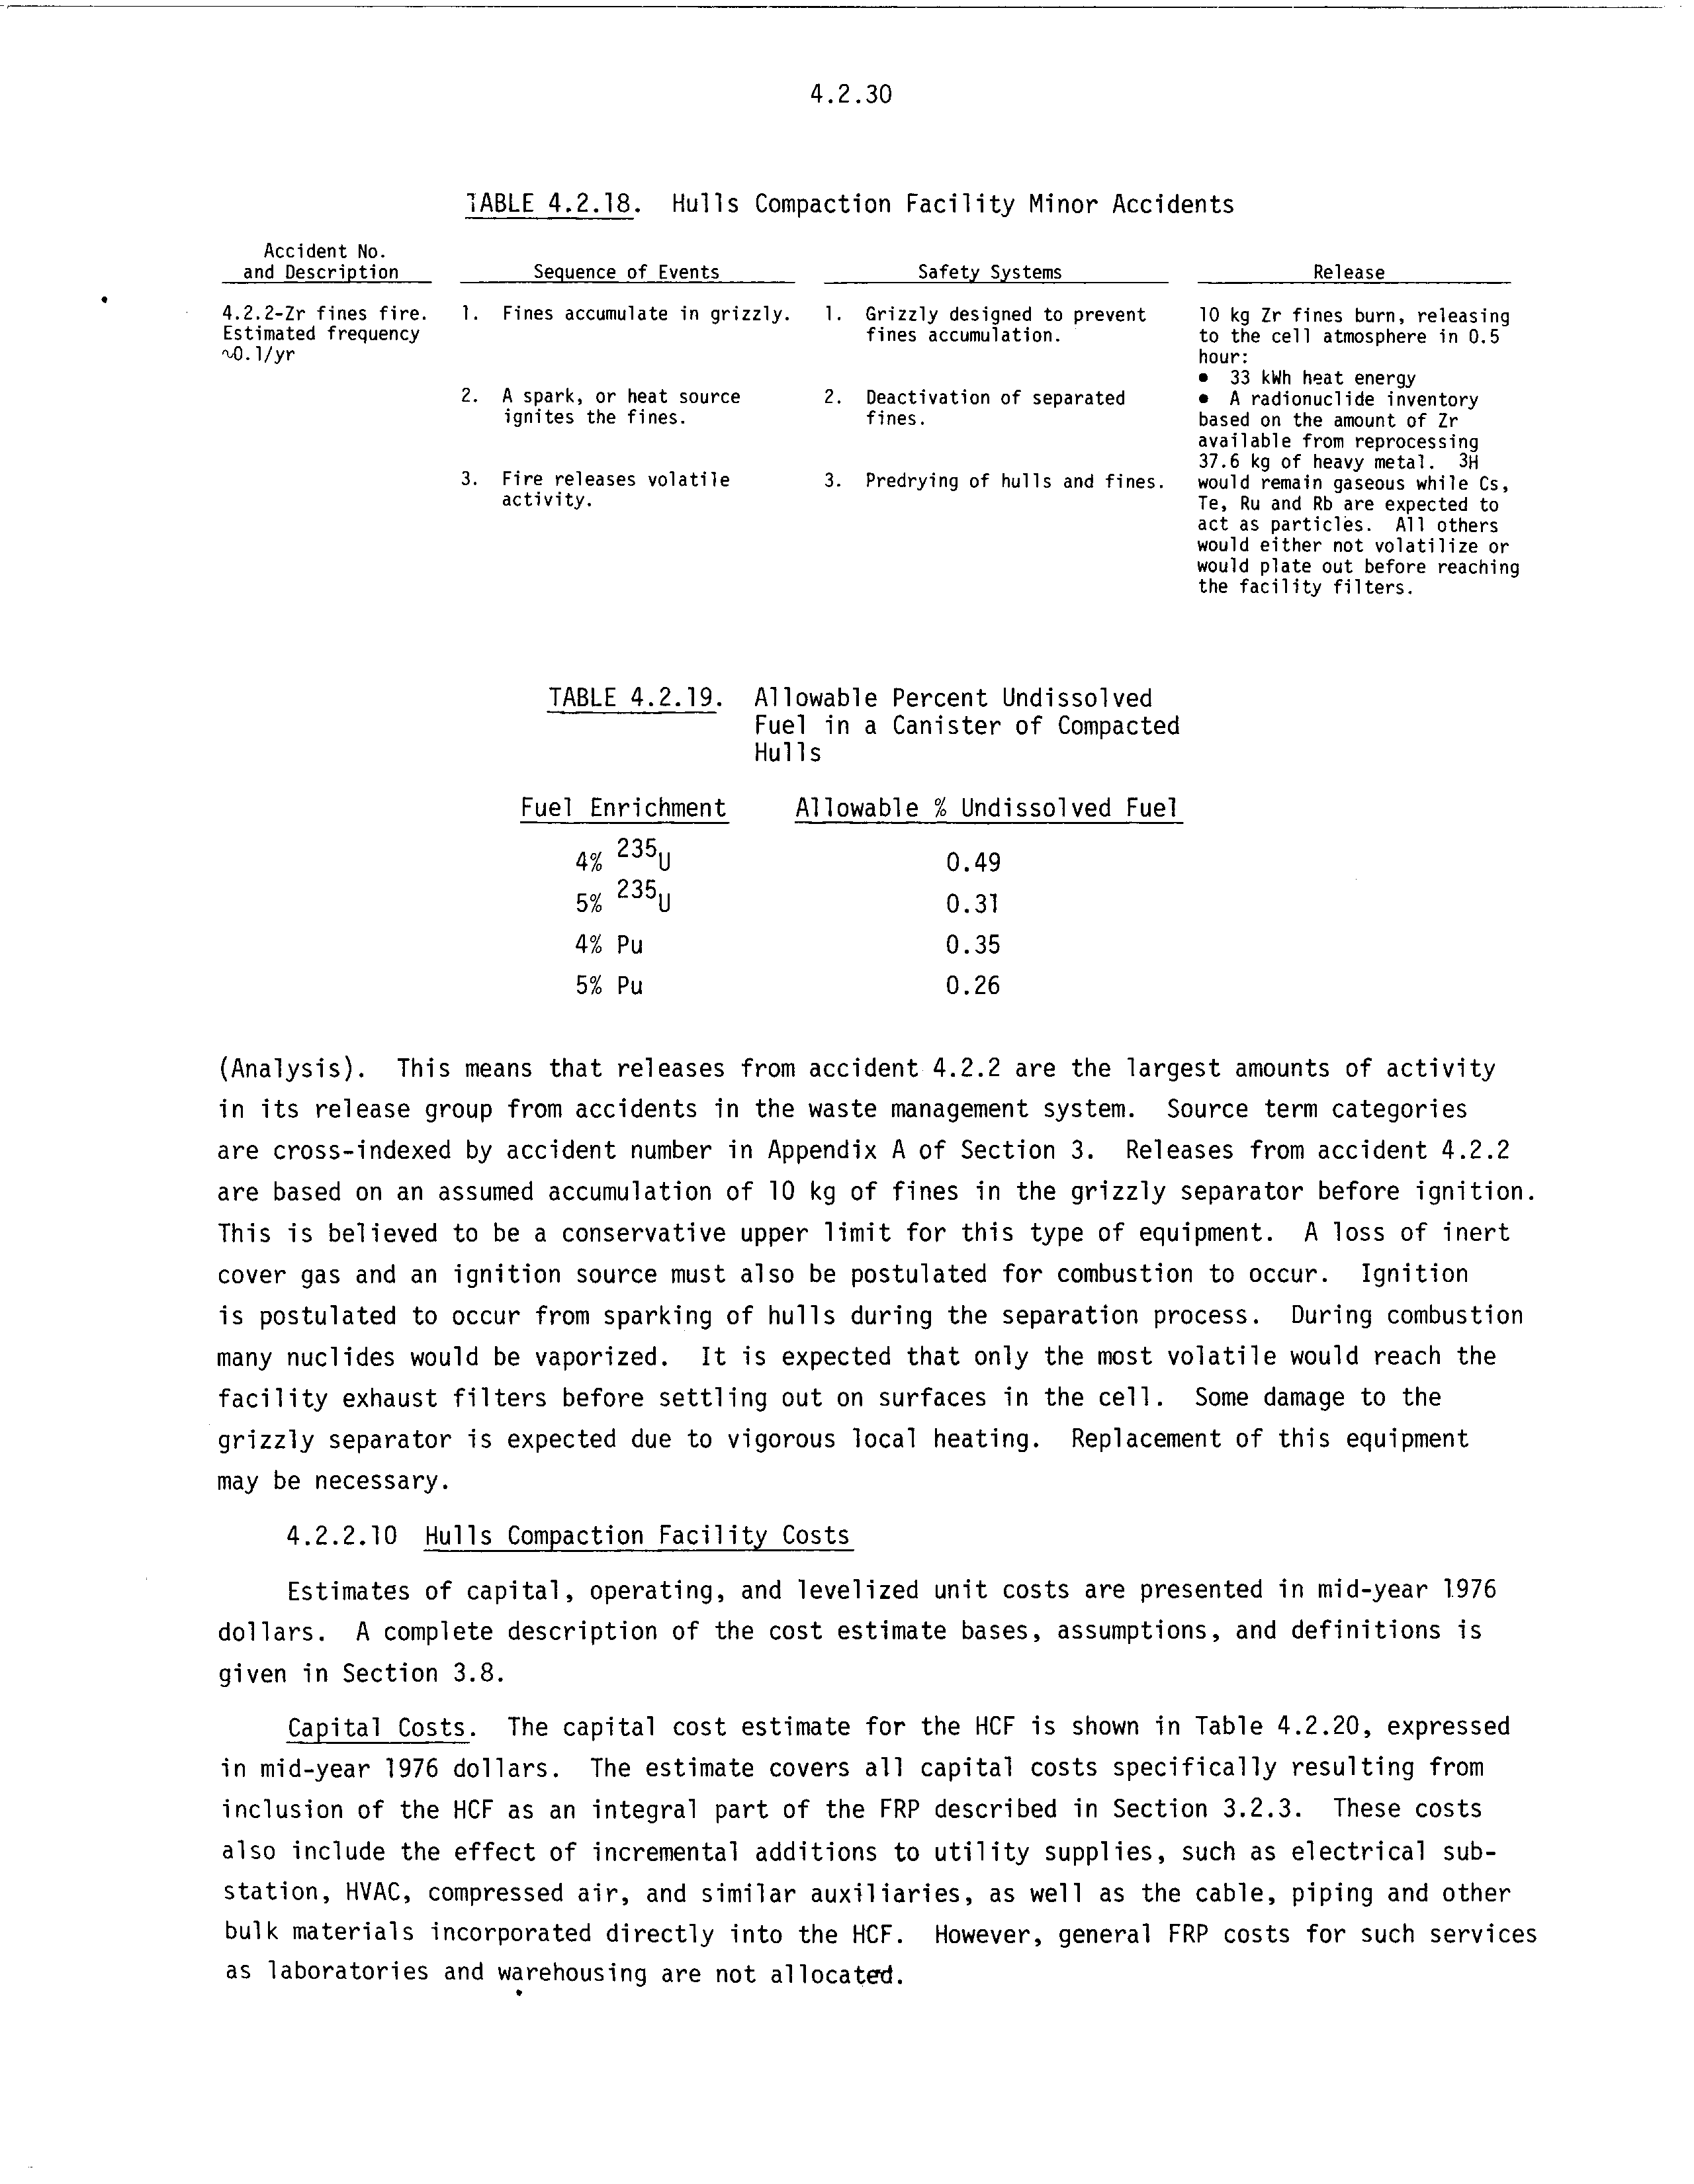 4.2.30
TABLE 4.2.18. Hulls Compaction Facility Minor Accidents
Accident No.
and Description
Sequence of Events
Safety Systems
Release
4.2.2-Zr fines fire.
Estimated frequency
~0.1/yr
1. Fines accumulate in grizzly.
2. A spark, or heat source
ignites the fines.
3. Fire releases volatile
activity.
1. Grizzly designed to prevent
fines accumulation.
2. Deactivation of separated
fines.
3. Predrying of hulls and fines.
10 kg Zr fines burn, releasing
to the cell atmosphere in 0.5
hour:
● 33 kWh heat energy
● A radionuclide inventory
based on the amount of Zr
available from reprocessing
37.6 kg of heavy metal. 3H
would remain gaseous while Cs,
Te, Ru and Rb are expected to
act as particles. All others
would either not volatilize or
would plate out before reaching
the facility filters.
TABLE 4.2.19. Allowable Percent Undissolved
Fuel in a Canister of Compacted
Hulls
Fuel Enrichment Allowable % Undissolved Fuel
4% 235U 0.49
5% 235U 0.31
4% Pu 0.35
5% Pu 0.26
(Analysis). This means that releases from accident 4.2.2 are the largest amounts of activity
in its release group from accidents in the waste management system. Source term categories
are cross-indexed by accident number in Appendix A of Section 3. Releases from accident 4.2.2
are based on an assumed accumulation of 10 kg of fines in the grizzly separator before ignition.
This is believed to be a conservative upper limit for this type of equipment. A loss of inert
cover gas and an ignition source must also be postulated for combustion to occur. Ignition
is postulated to occur from sparking of hulls during the separation process. During combustion
many nuclides would be vaporized. It is expected that only the most volatile would reach the
facility exhaust filters before settling out on surfaces in the cell. Some damage to the
grizzly separator is expected due to vigorous local heating. Replacement of this equipment
may be necessary.
4.2.2.10 Hulls Compaction Facility Costs
Estimates of capital, operating, and levelized unit costs are presented in mid-year 1976
dollars. A complete description of the cost estimate bases, assumptions, and definitions is
given in Section 3.8.
Capital Costs. The capital cost estimate for the HCF is shown in Table 4.2.20, expressed
in mid-year 1976 dollars. The estimate covers all capital costs specifically resulting from
inclusion of the HCF as an integral part of the FRP described in Section 3.2.3. These costs
also include the effect of incremental additions to utility supplies, such as electrical sub-
station, HVAC, compressed air, and similar auxiliaries, as well as the cable, piping and other
bulk materials incorporated directly into the HCF. However, general FRP costs for such services
as laboratories and warehousing are not allocated.